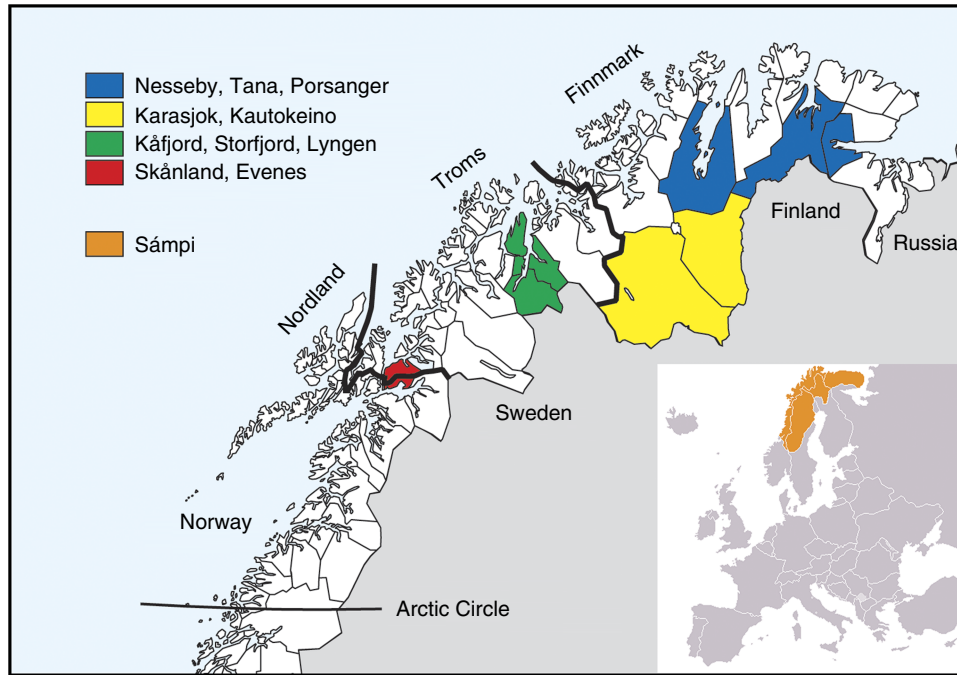 Nesseby, Tana, Porsanger
Karasjok, Kautokeino
Kåfjord, Storfjord, Lyngen
Skånland, Evenes
Sámpi
Finnmark
Troms
Nordland
Finland
Russia
Sweden
Norway
Arctic Circle